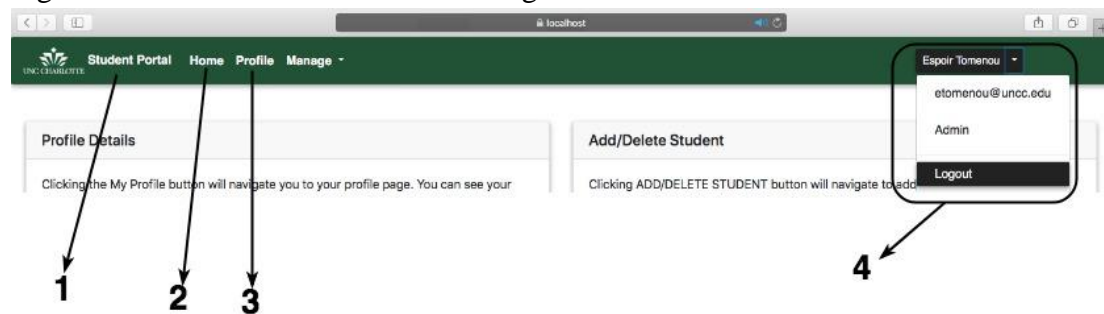 localhost
UNC CHARLOTTE
Student Portal Home Profile Manage
Espoir Tomenou
etomenou@uncc.edu
Admin
Logout
Profile Details
Clicking the My Profile button will navigate you to your profile page. You can see your
Add/Delete Student
Clicking ADD/DELETE STUDENT button will navigate to add
1
2
3
4